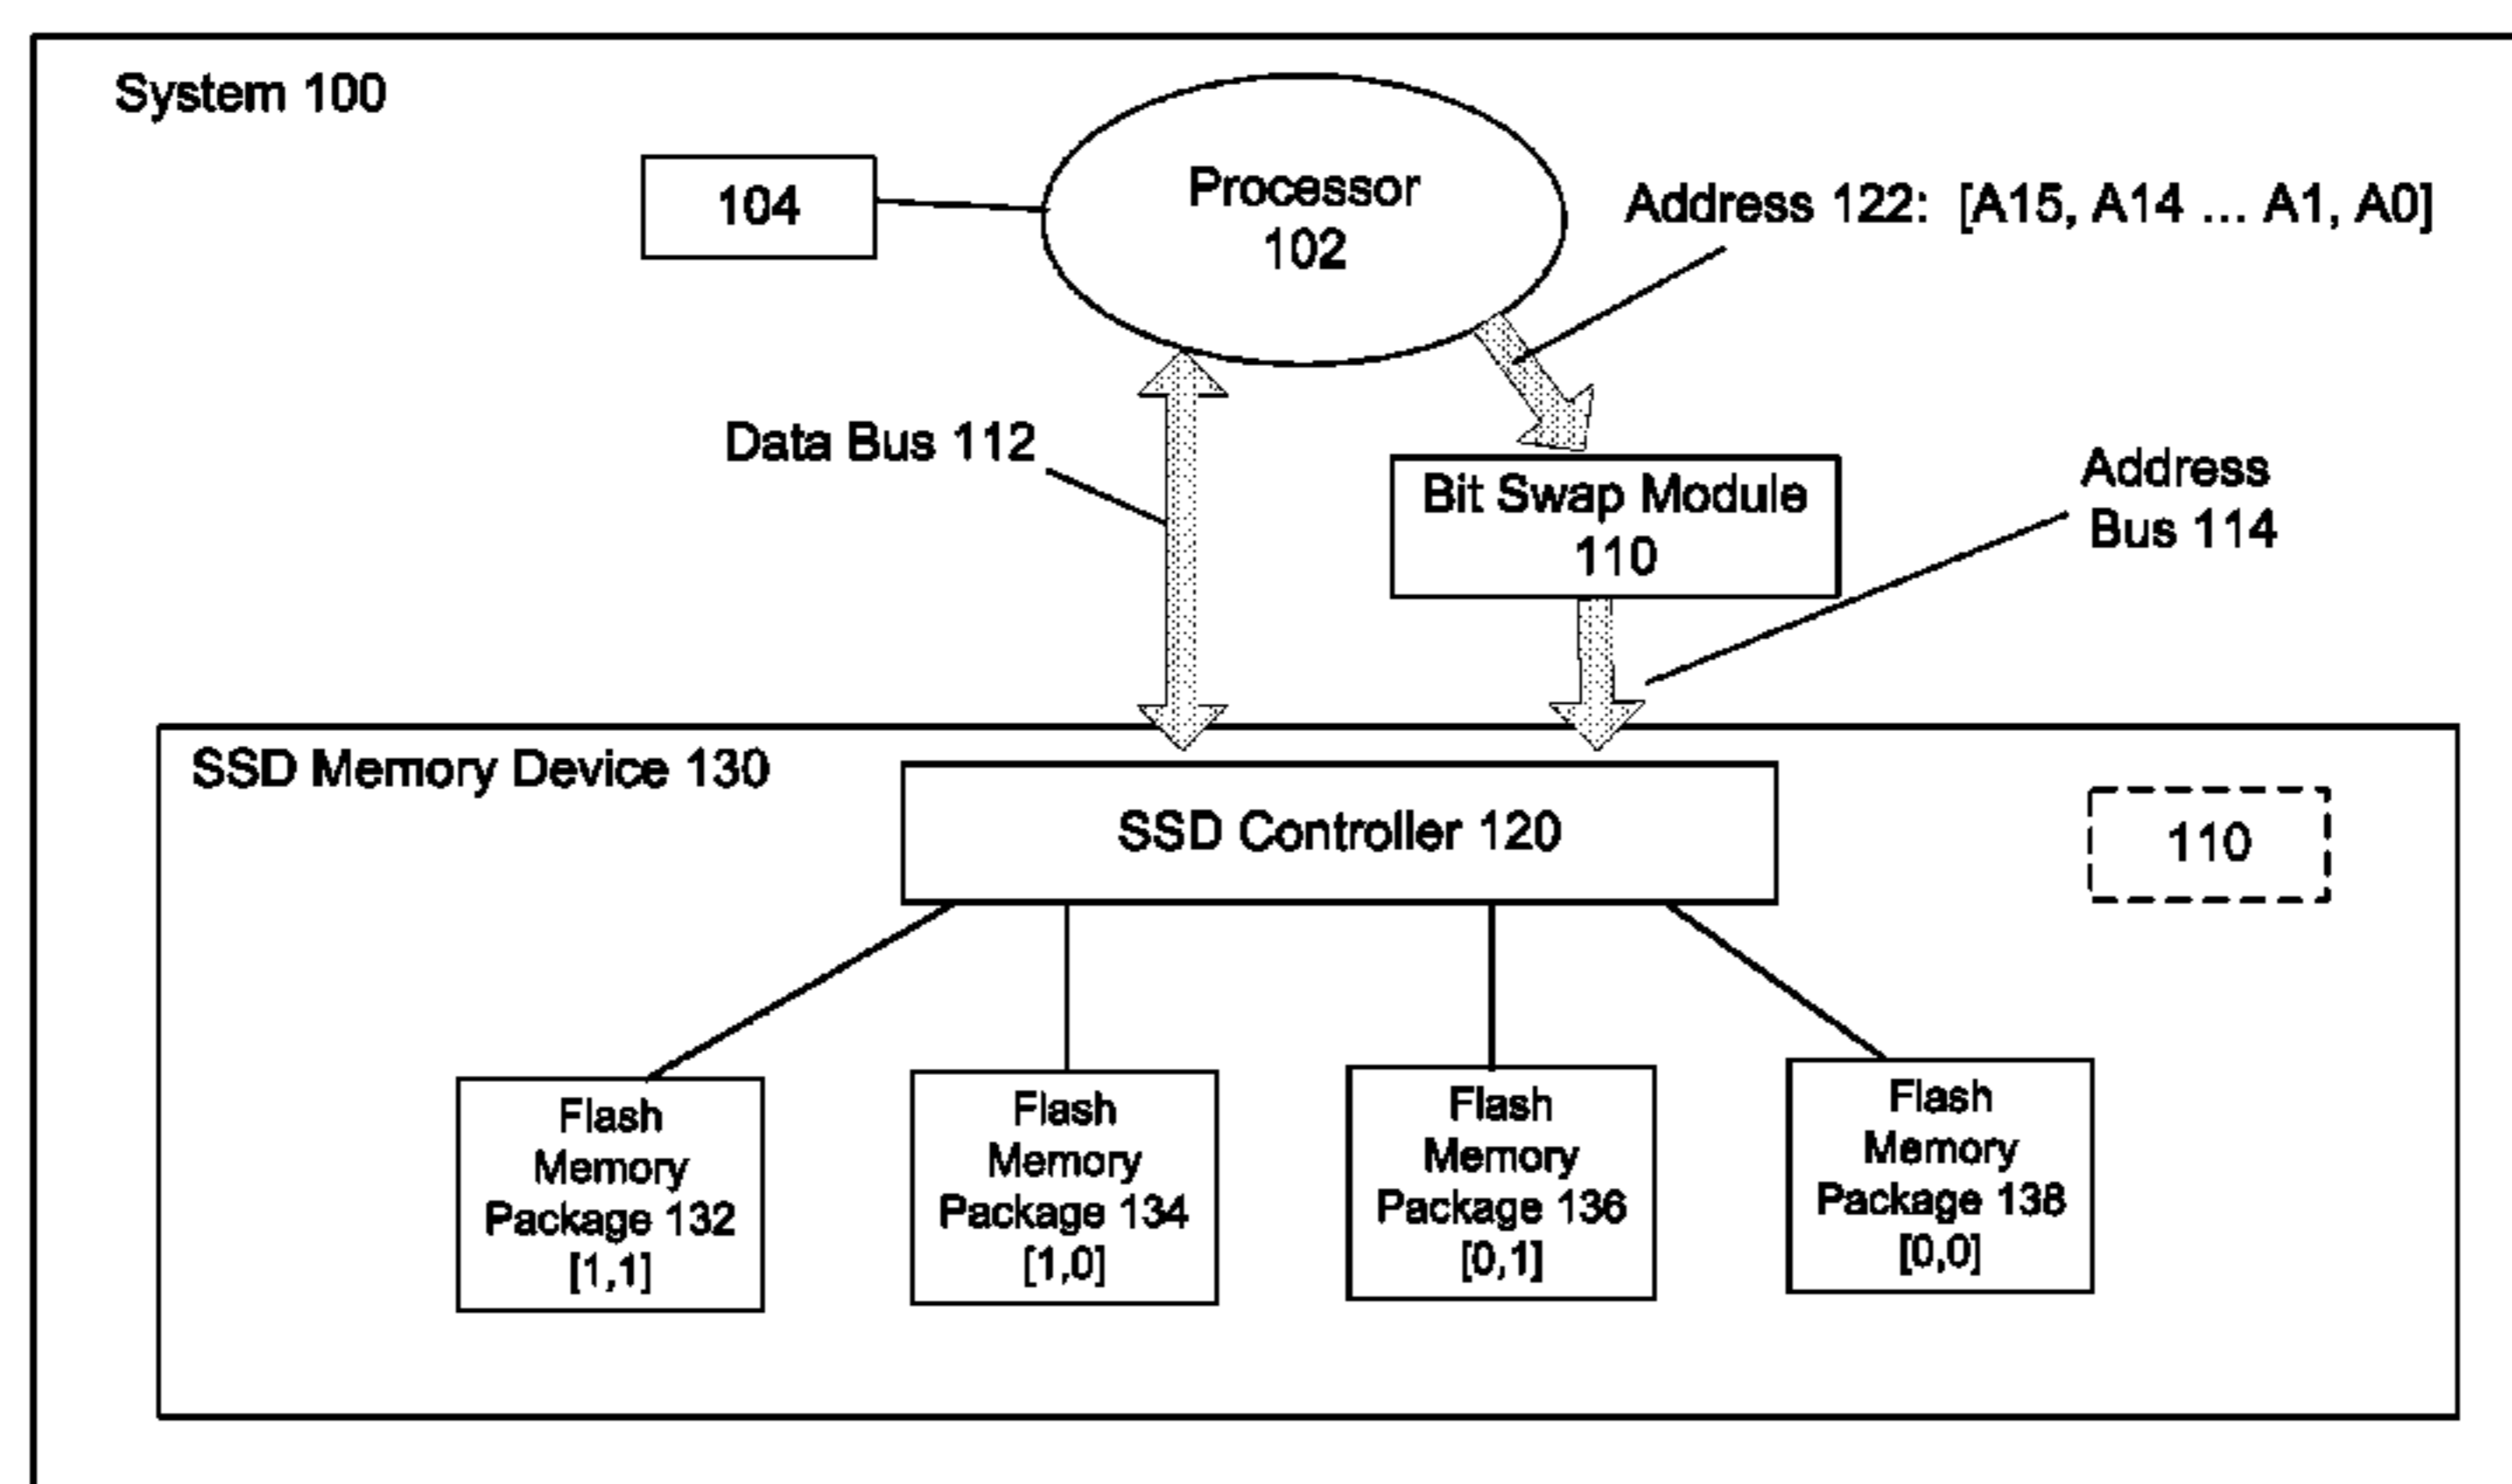 System 100
104
Processor
102
Address 122: [A15, A14 ... A1, A0]
Data Bus 112
Bit Swap Module
110
Address
Bus 114
SSD Memory Device 130
SSD Controller 120
110
Flash
Memory
Package 132
[1,1]
Flash
Memory
Package 134
[1,0]
Flash
Memory
Package 136
[0,1]
Flash
Memory
Package 138
[0,0]